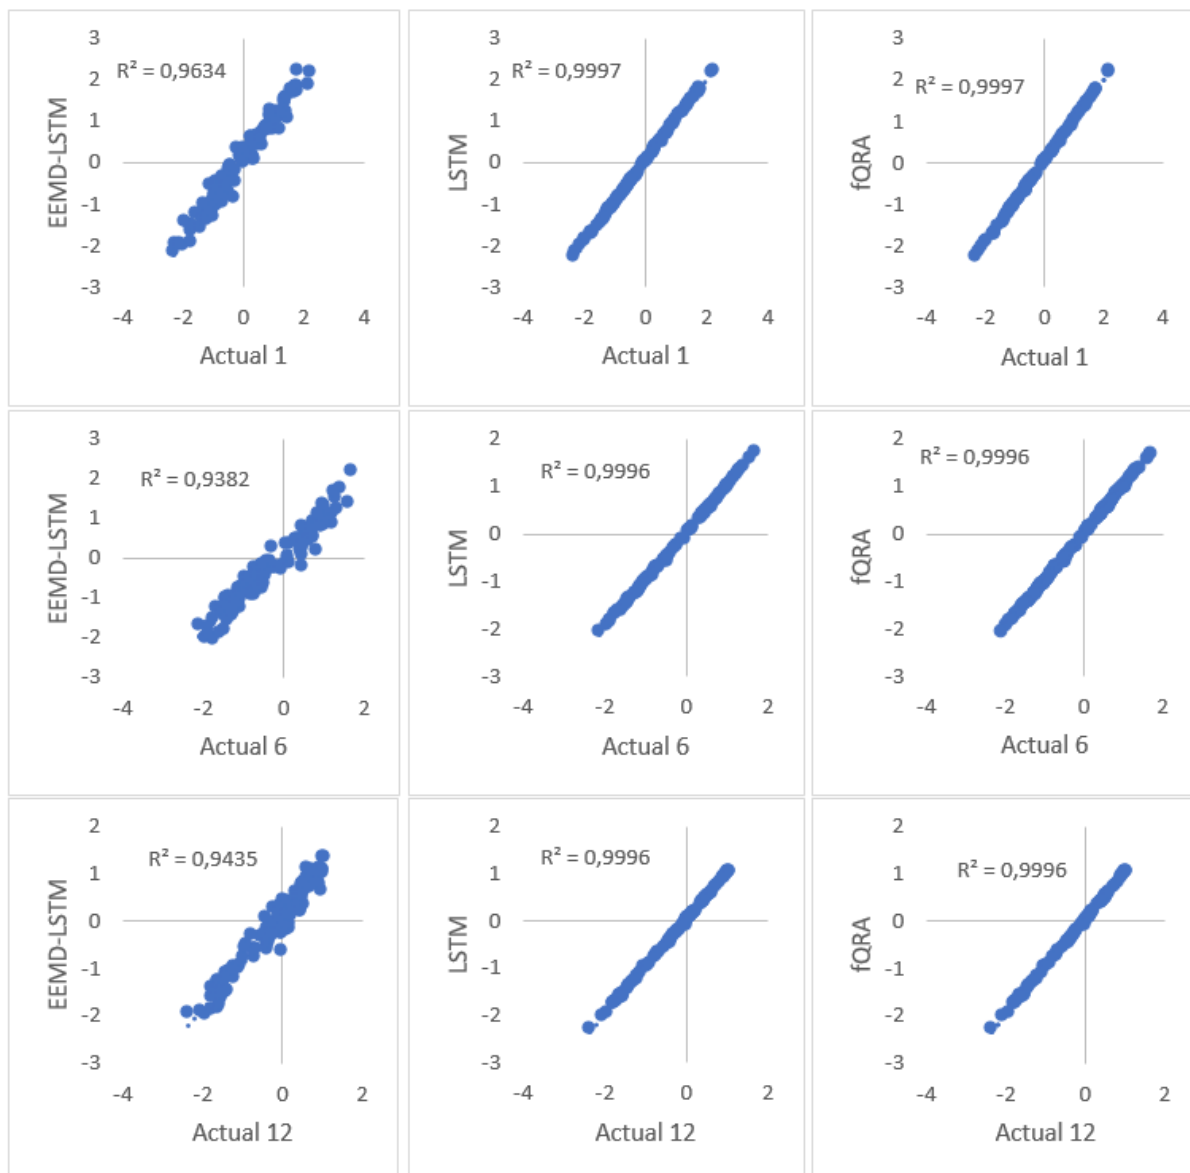 3
2
1
0
-1
-2
-3
R² = 0,9634
EEMD-LSTM
-4 -2 0 2 4
Actual 1
3
2
1
0
-1
-2
-3
R² = 0,9997
LSTM
-4 -2 0 2 4
Actual 1
3
2
1
0
-1
-2
-3
R² = 0,9997
fQRA
-4 -2 0 2 4
Actual 1
3
2
1
0
-1
-2
-3
R² = 0,9382
EEMD-LSTM
-4 -2 0 2
Actual 6
2
1
0
-1
-2
-3
R² = 0,9996
LSTM
-4 -2 0 2
Actual 6
2
1
0
-1
-2
-3
R² = 0,9996
fQRA
-4 -2 0 2
Actual 6
2
1
0
-1
-2
-3
R² = 0,9435
EEMD-LSTM
-4 -2 0 2
Actual 12
2
1
0
-1
-2
-3
R² = 0,9996
LSTM
-4 -2 0 2
Actual 12
2
1
0
-1
-2
-3
R² = 0,9996
fQRA
-4 -2 0 2
Actual 12